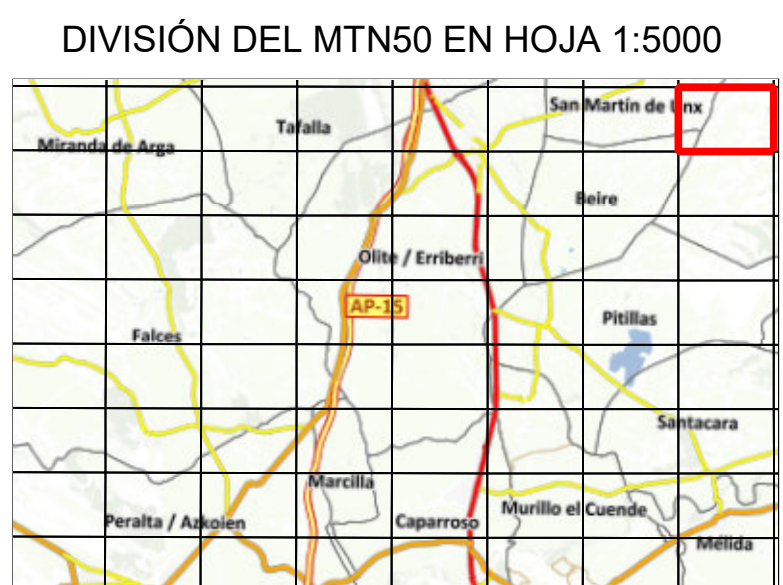 DIVISIÓN DEL MTN50 EN HOJA 1:5000
San Martín de Unx
Tafalla
Miranda de Arga
Beire
Olite / Erriberri
AP-15
Pitillas
Falces
Santacara
Marcilla
Murillo el Cuende
Peralta / Azkoien
Caparroso
Mélida